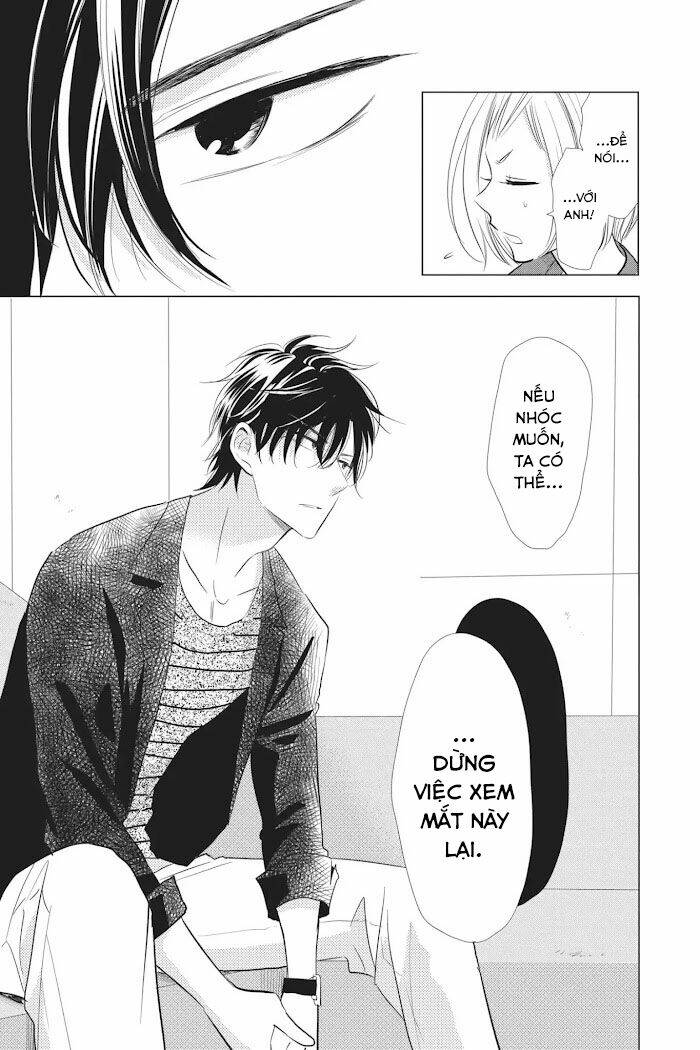 ...ĐỂ
NÓI...
...VỚI
ANH!
NẾU
NHÓC
MUỐN,
TA CÓ
THỂ...
...
DỪNG
VIỆC XEM
MẮT NÀY
LẠI.